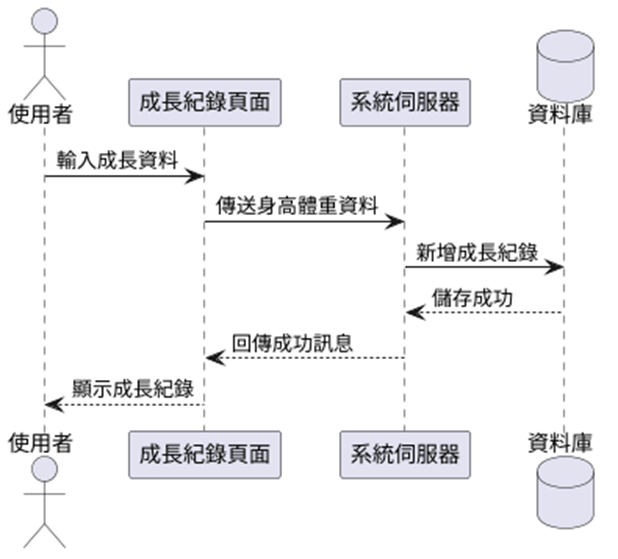 使用者
成長紀錄頁面
系統伺服器
資料庫
輸入成長資料
傳送身高體重資料
新增成長紀錄
儲存成功
回傳成功訊息
顯示成長紀錄
使用者
成長紀錄頁面
系統伺服器
資料庫